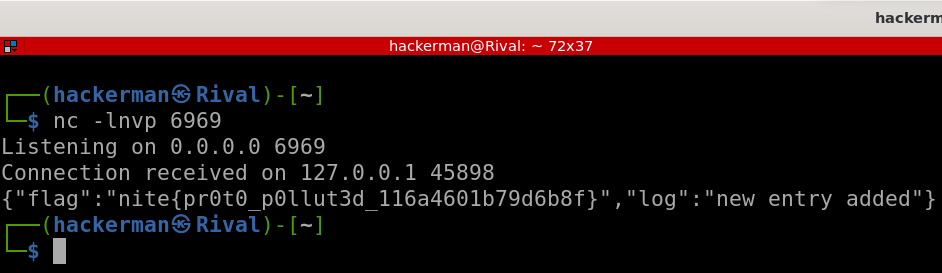 hackerm
hackerman@Rival: ~ 72x37
┌──(hackerman㉿Rival)-[~]
└─$ nc -lnvp 6969
Listening on 0.0.0.0 6969
Connection received on 127.0.0.1 45898
{"flag":"nite{pr0t0_p0llut3d_116a4601b79d6b8f}","log":"new entry added"}
┌──(hackerman㉿Rival)-[~]
└─$